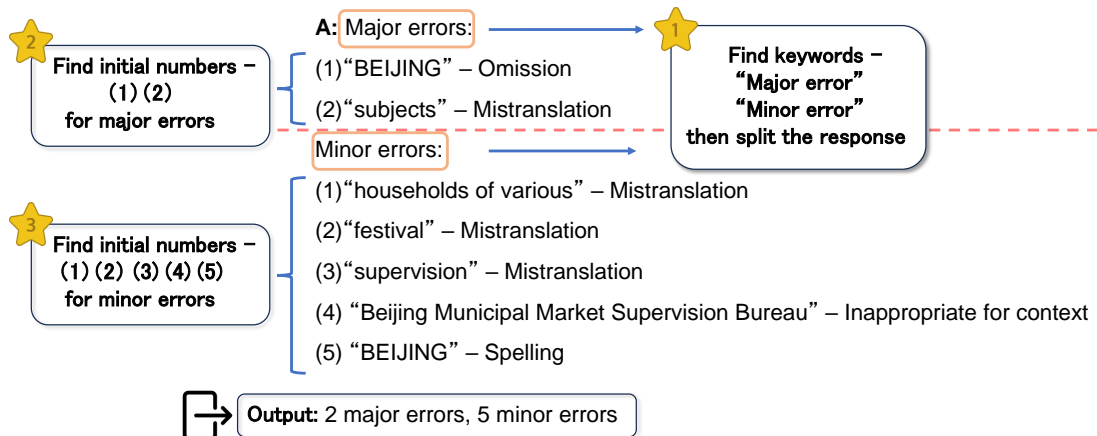 2
Find initial numbers –
(1) (2)
for major errors
A: Major errors:
(1)“BEIJING” – Omission
(2)“subjects” – Mistranslation
1
Find keywords –
“Major error”
“Minor error”
then split the response
Minor errors:
(1)“households of various” – Mistranslation
(2)“festival” – Mistranslation
(3)“supervision” – Mistranslation
(4) “Beijing Municipal Market Supervision Bureau” – Inappropriate for context
(5) “BEIJING” – Spelling
3
Find initial numbers –
(1) (2) (3) (4) (5)
for minor errors
Output: 2 major errors, 5 minor errors